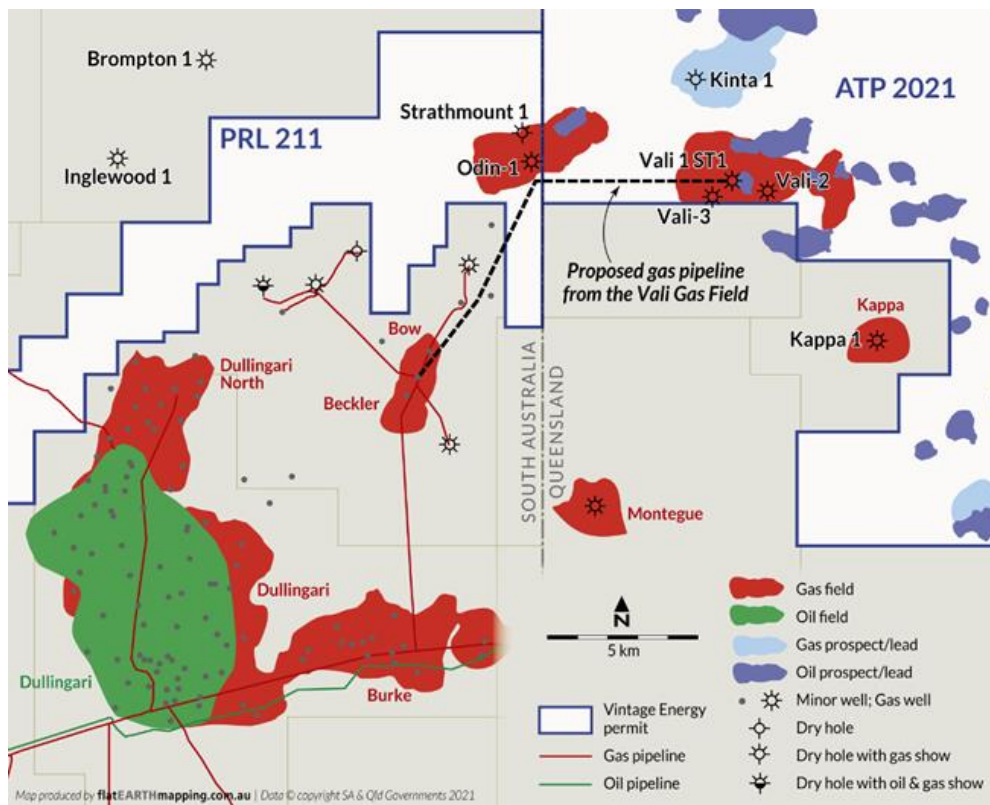 Brompton 1
Kinta 1
ATP 2021
Strathmount 1
PRL 211
Odin-1
Vali 1 ST1
Vali-2
Inglewood 1
Vali-3
Proposed gas pipeline
from the Vali Gas Field
Kappa
Kappa 1
Bow
Dullingari
North
Beckler
SOUTH AUSTRALIA
QUEENSLAND
Montegue
Dullingari
Dullingari
Burke
N
5 km
Gas field
Oil field
Gas prospect/lead
Oil prospect/lead
Minor well; Gas well
Dry hole
Dry hole with gas show
Dry hole with oil & gas show
Vintage Energy
permit
Gas pipeline
Oil pipeline
Map produced by flatEARTHmapping.com.au | Data © copyright SA & Qld Governments 2021